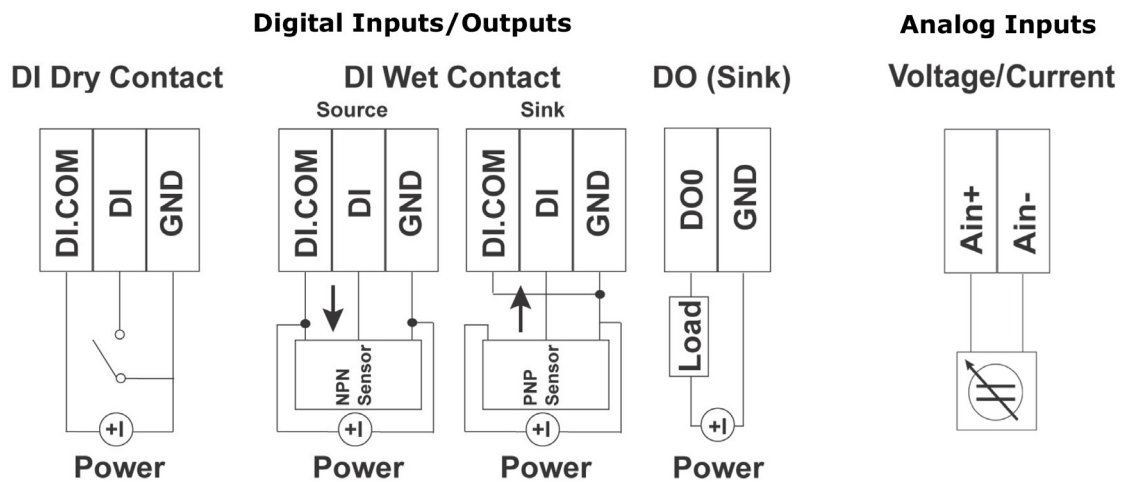 Digital Inputs/Outputs
Analog Inputs
DI Dry Contact
DI Wet Contact
DO (Sink)
Voltage/Current
Source
Sink
DI.COM
DI
GND
DI.COM
DI
GND
DI.COM
DI
GND
DO0
GND
Ain+
Ain-
Load
NPN
Sensor
PNP
Sensor
Power
Power
Power
Power